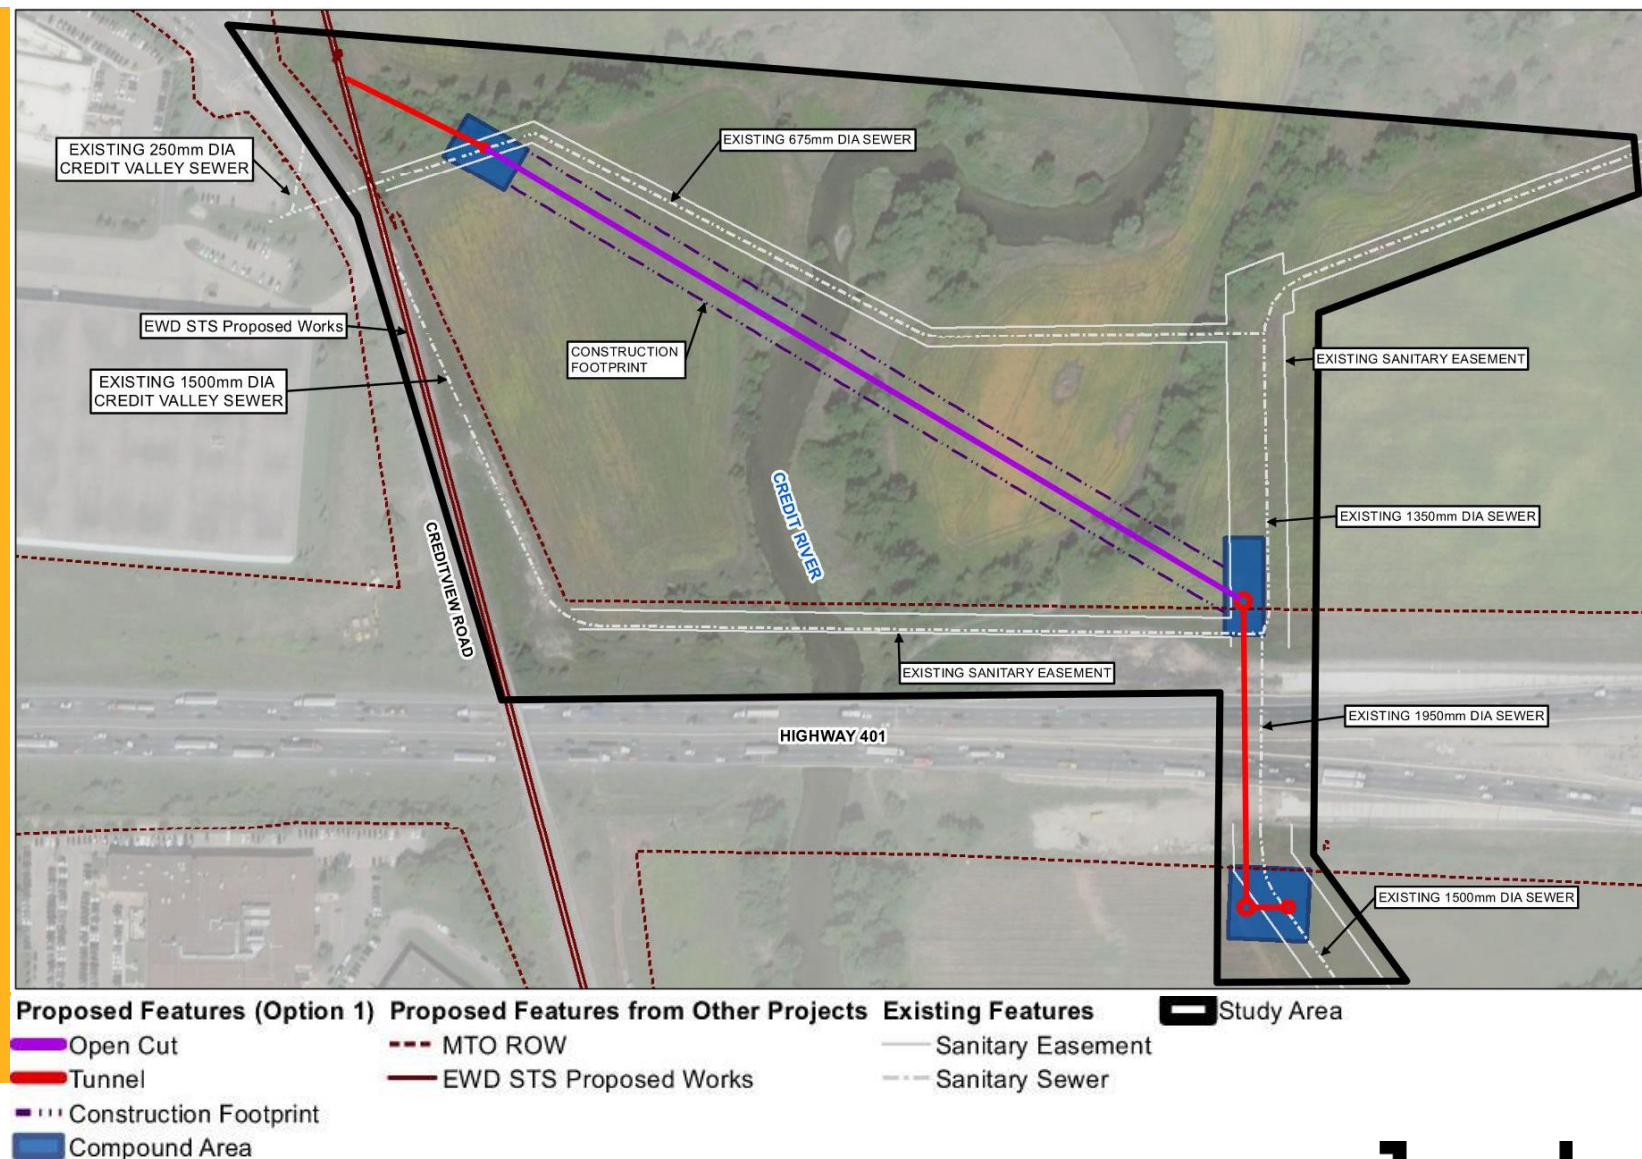 EXISTING 250mm DIA
CREDIT VALLEY SEWER
EXISTING 675mm DIA SEWER
EWD STS Proposed Works
CONSTRUCTION
FOOTPRINT
EXISTING SANITARY EASEMENT
EXISTING 1500mm DIA
CREDIT VALLEY SEWER
CREDIT RIVER
EXISTING 1350mm DIA SEWER
CREDITVIEW ROAD
EXISTING SANITARY EASEMENT
EXISTING 1950mm DIA SEWER
HIGHWAY 401
EXISTING 1500mm DIA SEWER
Proposed Features (Option 1)
Open Cut
Tunnel
Construction Footprint
Compound Area
Proposed Features from Other Projects
MTO ROW
EWD STS Proposed Works
Existing Features
Sanitary Easement
Sanitary Sewer
Study Area